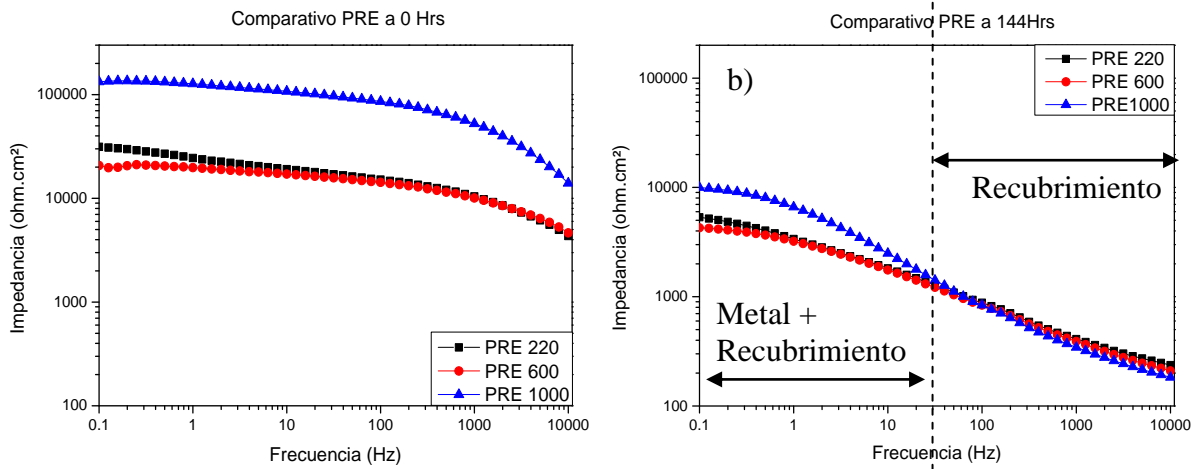 Comparativo PRE a 0 Hrs
100000
10000
1000
100
0.1
1
10
100
1000
10000
Impedancia (ohm.cm²)
Frecuencia (Hz)
PRE 220
PRE 600
PRE 1000
Comparativo PRE a 144Hrs
b)
100000
10000
1000
100
0.1
1
10
100
1000
10000
Impedancia (ohm.cm²)
Frecuencia (Hz)
PRE 220
PRE 600
PRE1000
Recubrimiento
Metal +
Recubrimiento